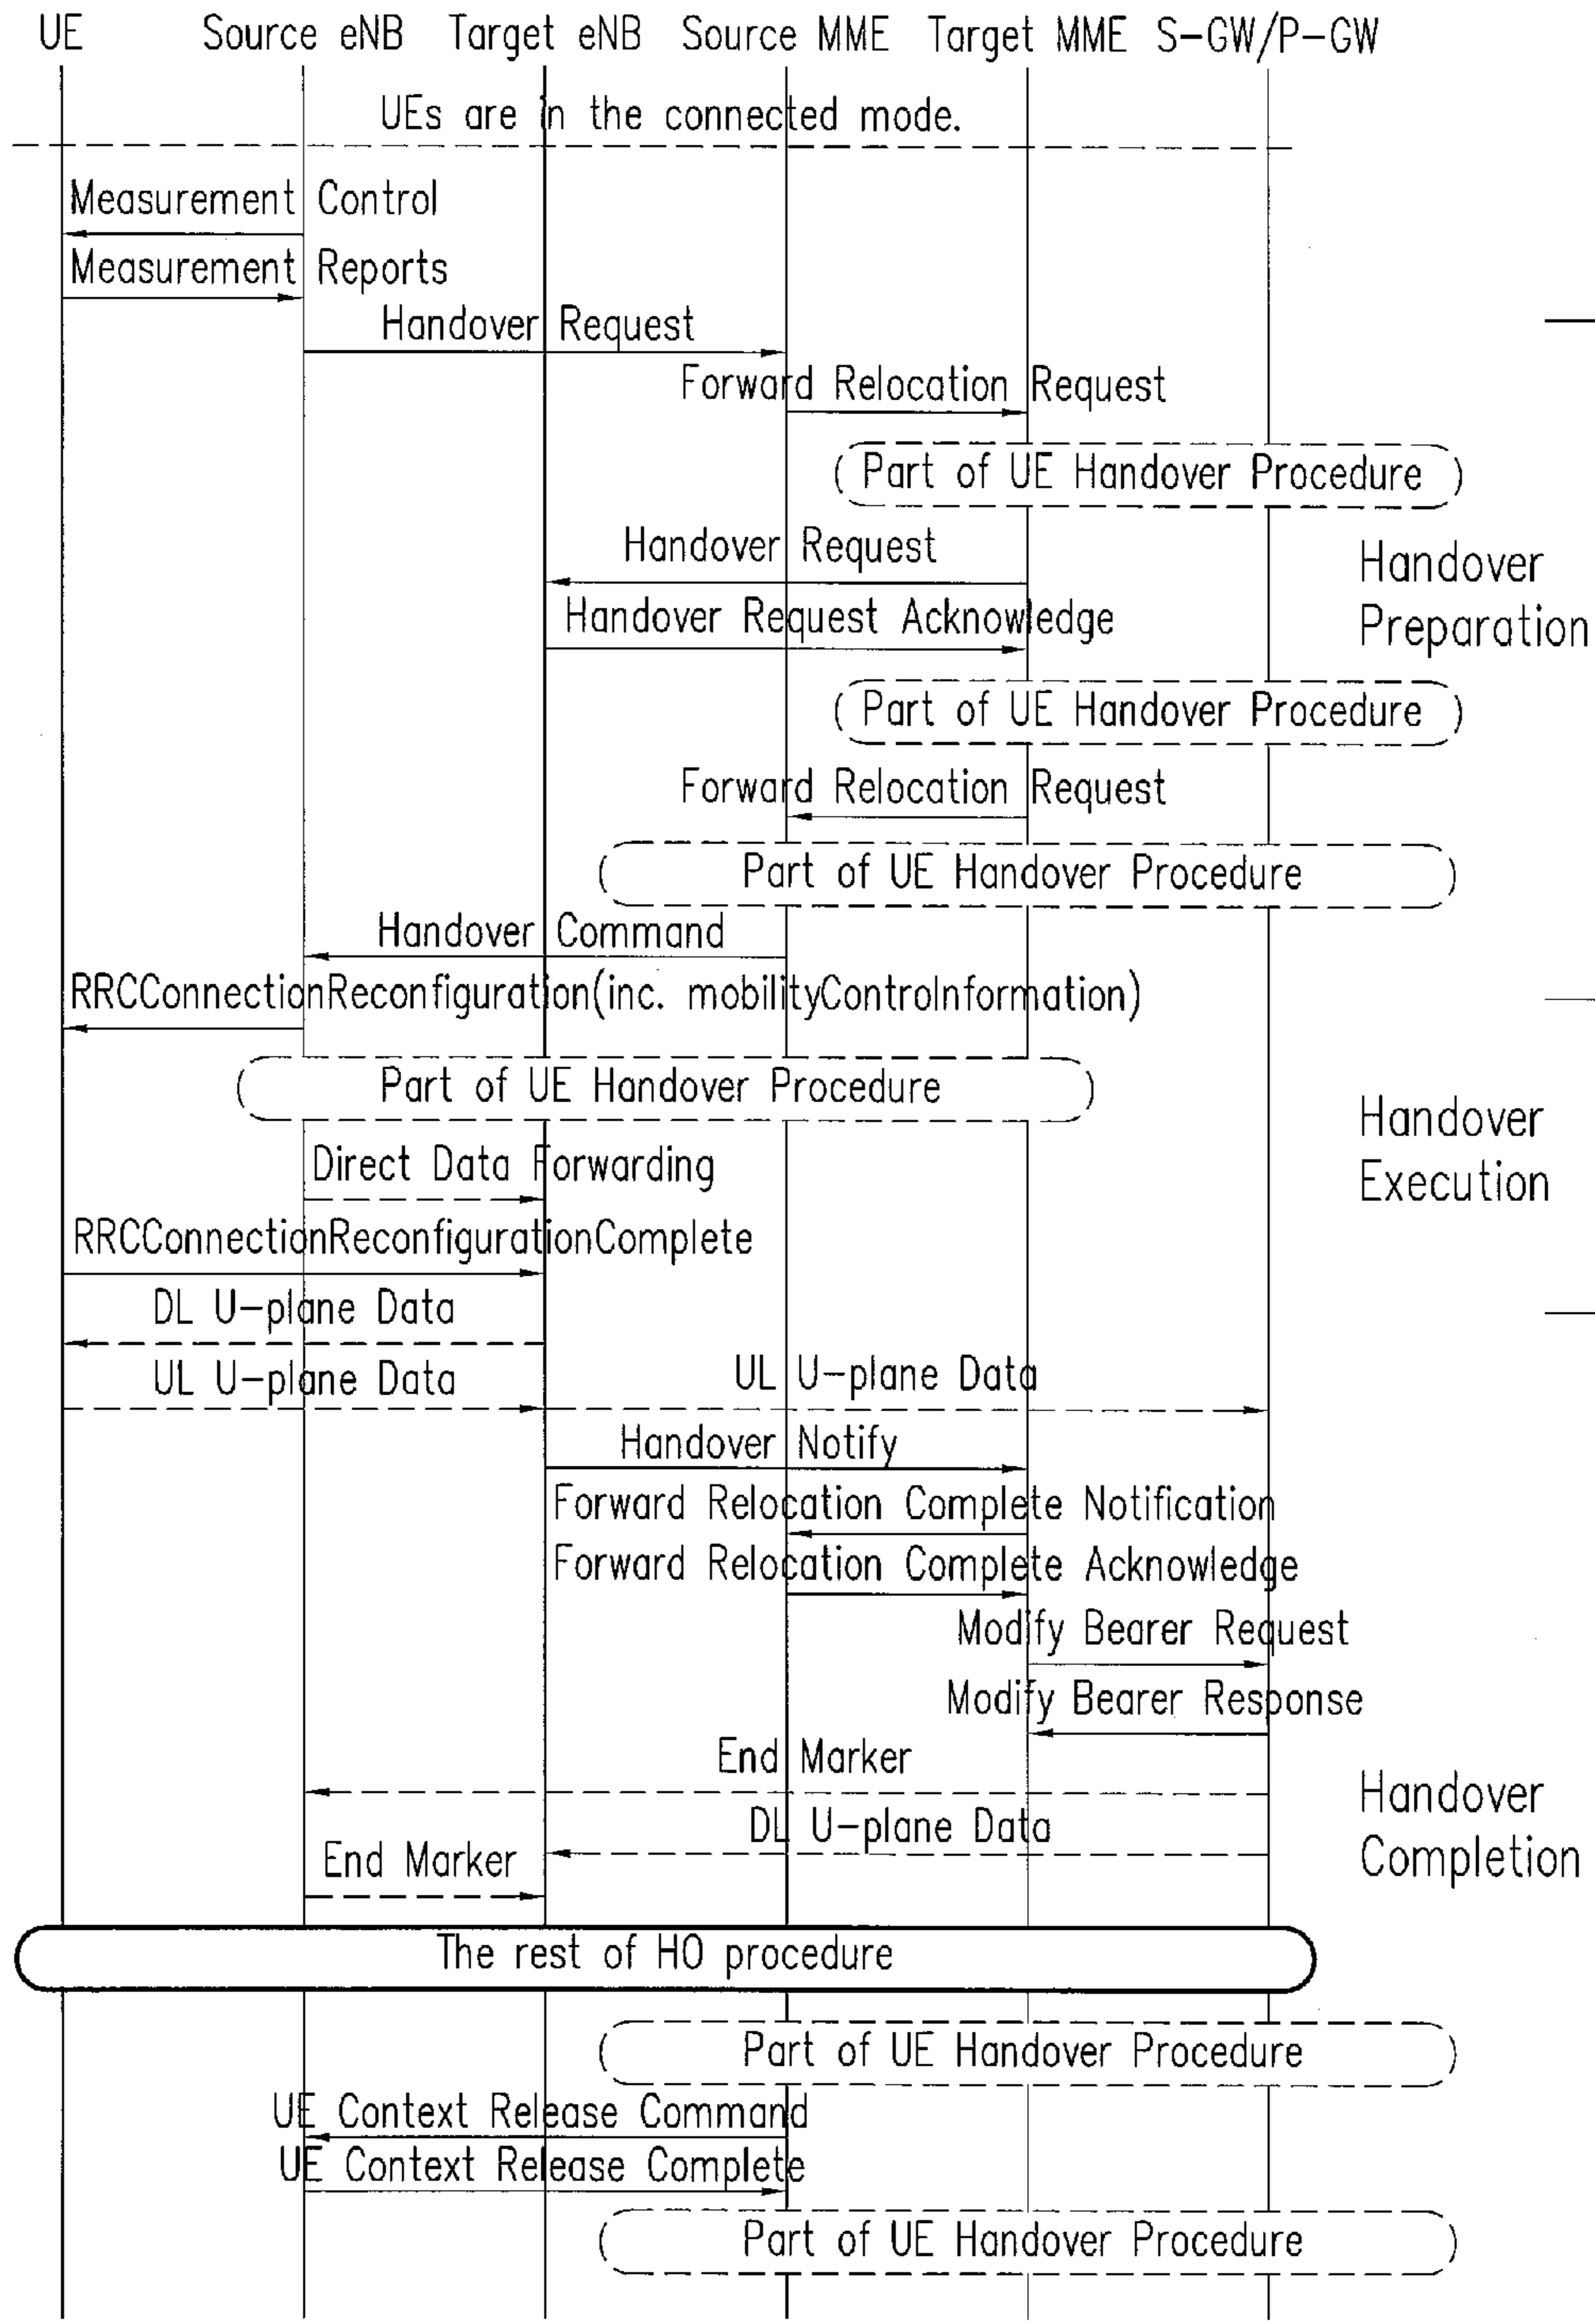 UE Source eNB Target eNB Source MME Target MME S-GW/P-GW
UEs are in the connected mode.
Measurement Control
Measurement Reports
Handover Request
Forward Relocation Request
Part of UE Handover Procedure
Handover Request
Handover
Preparation
Handover Request Acknowledge
Part of UE Handover Procedure
Forward Relocation Request
Part of UE Handover Procedure
Handover Command
RRCConnectionReconfiguration(inc. mobilityControInformation)
Part of UE Handover Procedure
Handover
Execution
Direct Data Forwarding
RRCConnectionReconfigurationComplete
DL U-plane Data
UL U-plane Data
UL U-plane Data
Handover Notify
Forward Relocation Complete Notification
Forward Relocation Complete Acknowledge
Modify Bearer Request
Modify Bearer Response
End Marker
Handover
Completion
DL U-plane Data
End Marker
The rest of HO procedure
Part of UE Handover Procedure
UE Context Release Command
UE Context Release Complete
Part of UE Handover Procedure